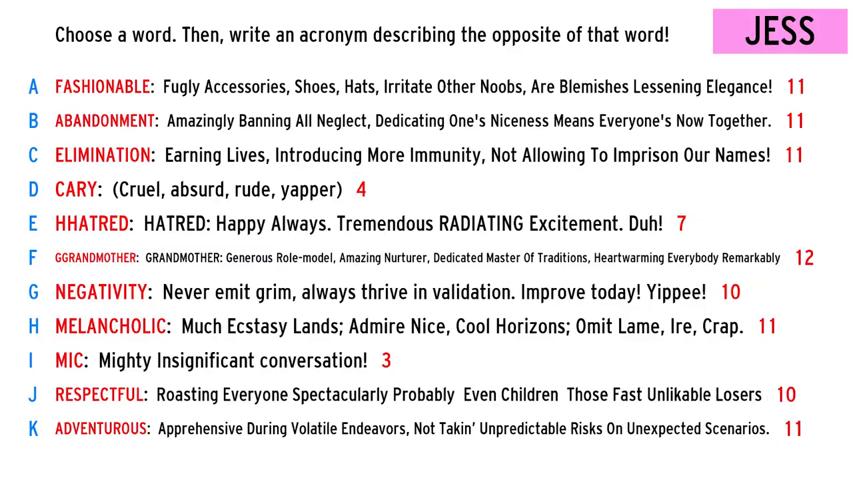 Choose a word. Then, write an acronym describing the opposite of that word!
JESS
A FASHIONABLE: Fugly Accessories, Shoes, Hats, Irritate Other Noobs, Are Blemishes Lessening Elegance! 11
B ABANDONMENT: Amazingly Banning All Neglect, Dedicating One's Niceness Means Everyone's Now Together. 11
C ELIMINATION: Earning Lives, Introducing More Immunity, Not Allowing To Imprison Our Names! 11
D CARY: (Cruel, absurd, rude, yapper) 4
E HHATRED: HATRED: Happy Always. Tremendous RADIATING Excitement. Duh! 7
F GGRANDMOTHER: GRANDMOTHER: Generous Role-model, Amazing Nurturer, Dedicated Master Of Traditions, Heartwarming Everybody Remarkably 12
G NEGATIVITY: Never emit grim, always thrive in validation. Improve today! Yippee! 10
H MELANCHOLIC: Much Ecstasy Lands; Admire Nice, Cool Horizons; Omit Lame, Ire, Crap. 11
I MIC: Mighty Insignificant conversation! 3
J RESPECTFUL: Roasting Everyone Spectacularly Probably Even Children Those Fast Unlikable Losers 10
K ADVENTUROUS: Apprehensive During Volatile Endeavors, Not Takin' Unpredictable Risks On Unexpected Scenarios. 11